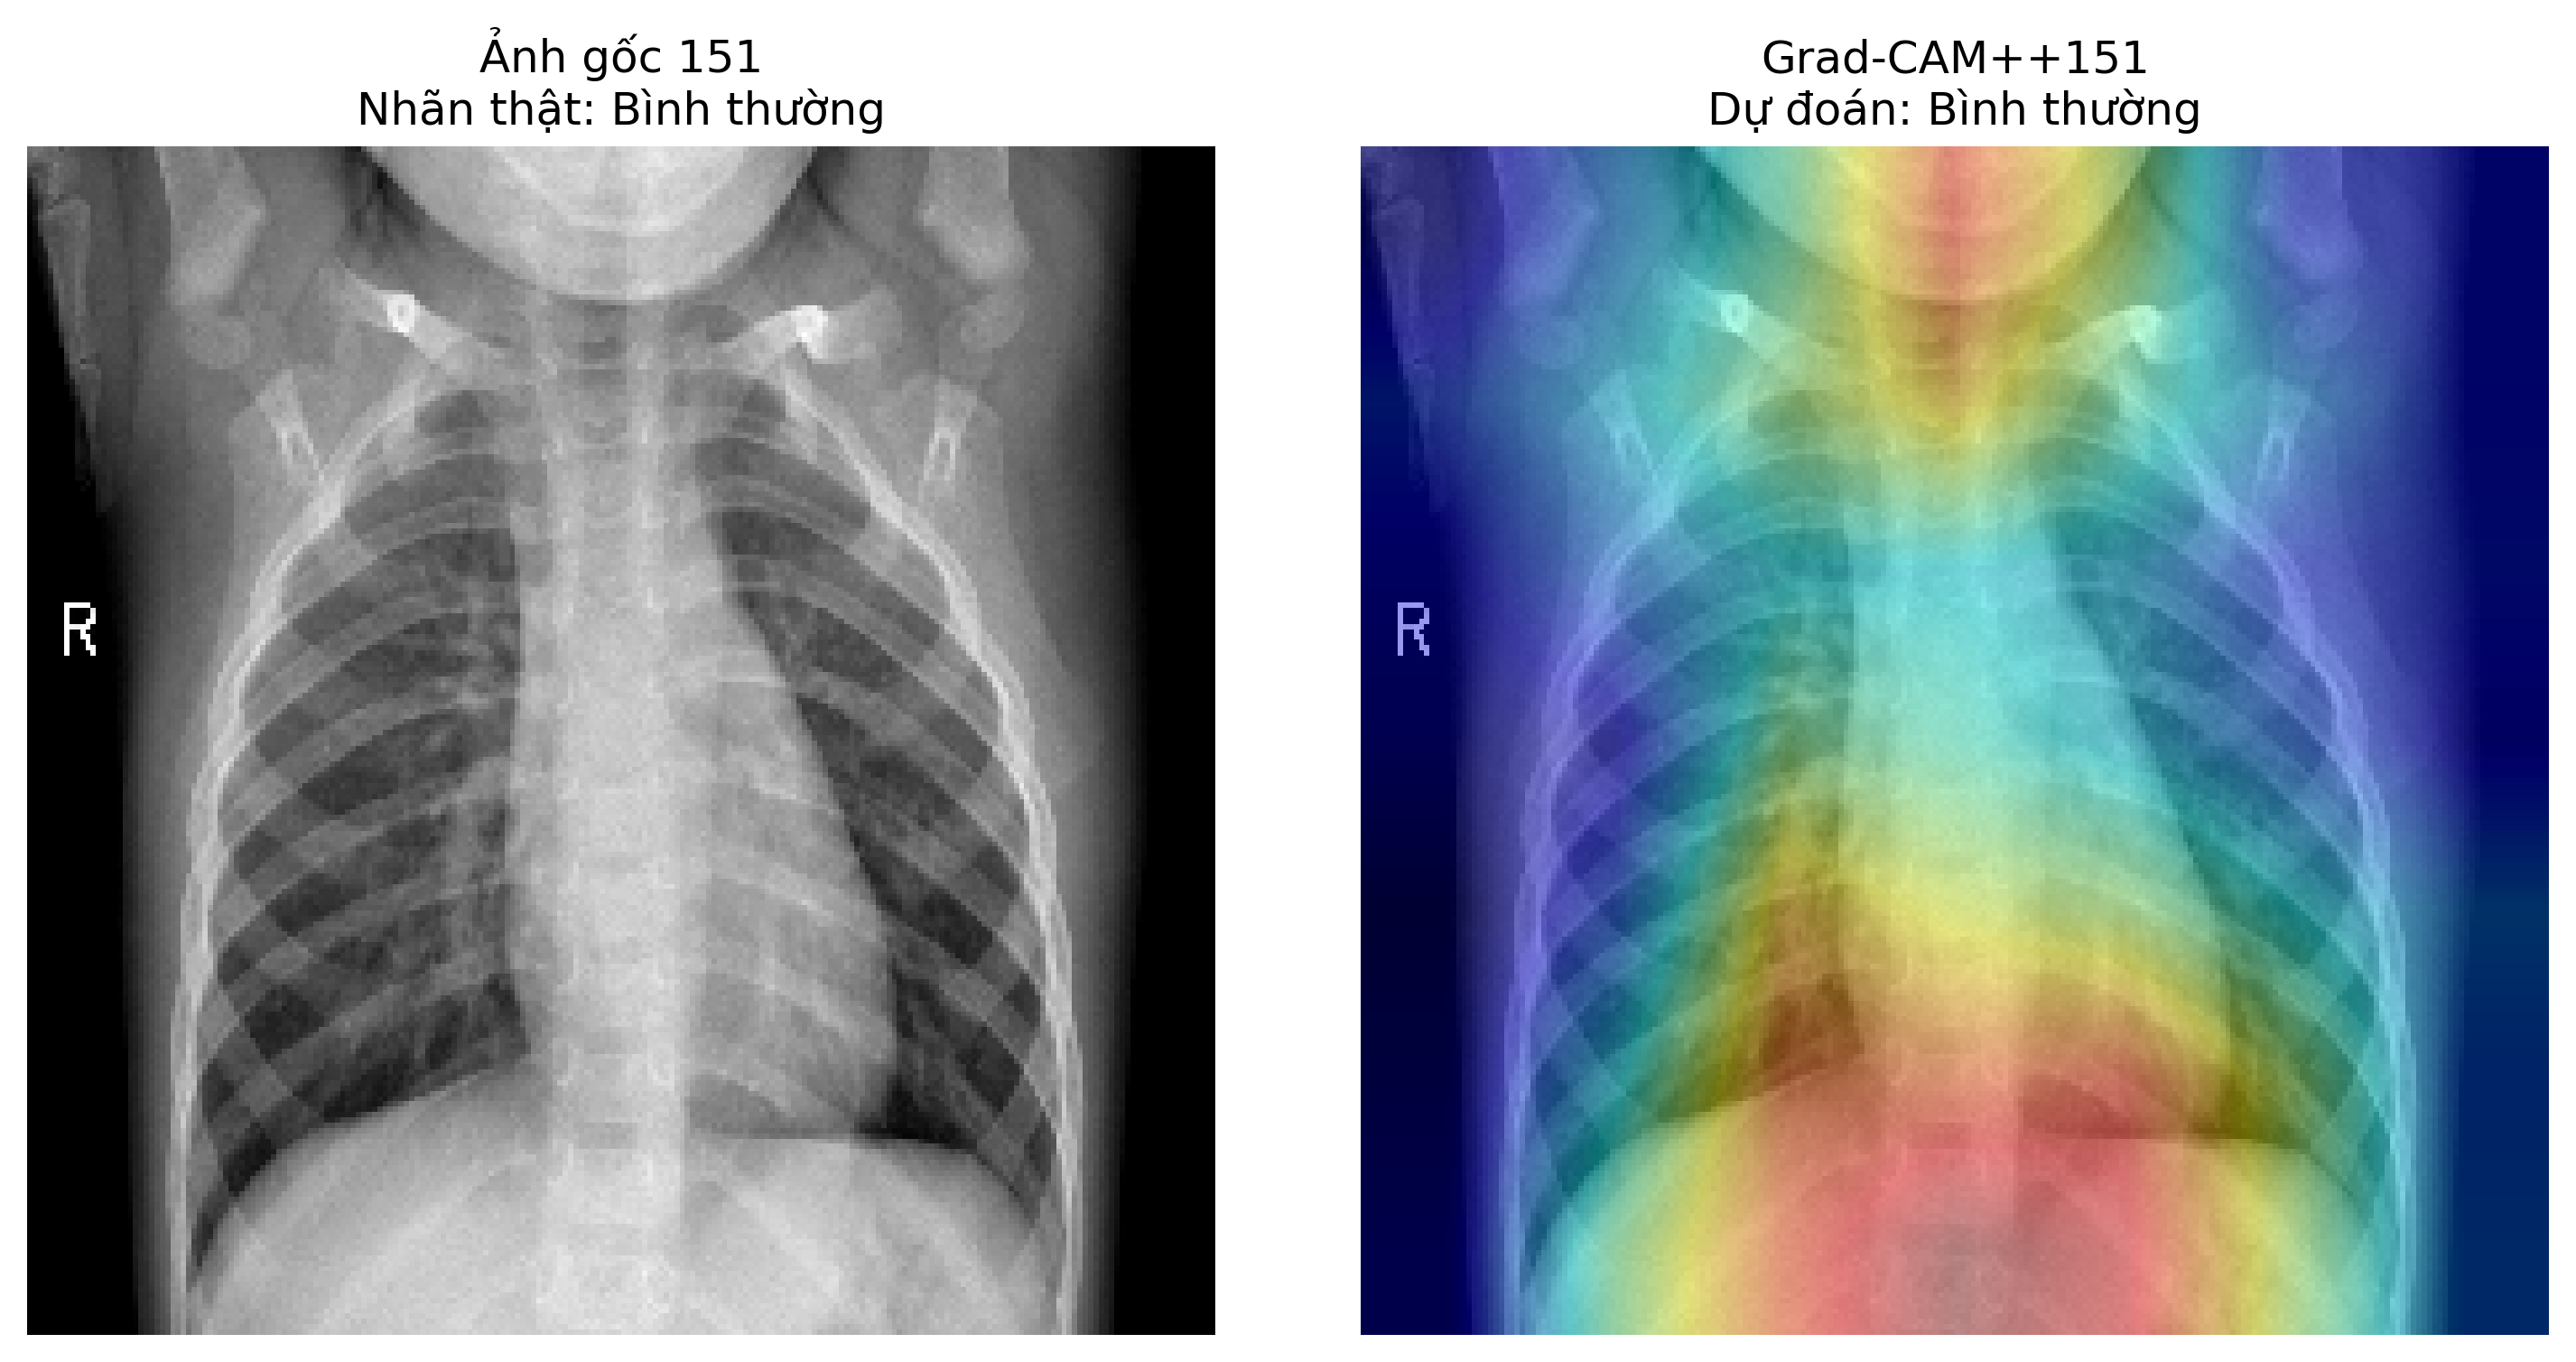 Ảnh gốc 151
Nhãn thật: Bình thường
Grad-CAM++151
Dự đoán: Bình thường
R
R